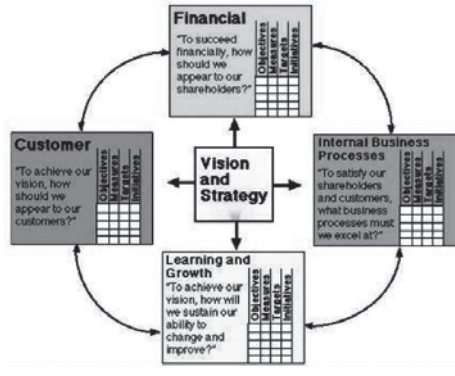 Financial
"To succeed
financially, how
should we
appear to our
shareholders?"
Objectives
Measures
Targets
Initiatives
Customer
"To achieve our
vision, how
should we
appear to our
customers?"
Objectives
Measures
Targets
Initiatives
Vision
and
Strategy
Internal Business
Processes
"To satisfy our
shareholders
and customers,
what business
processes must
we excel at?"
Objectives
Measures
Targets
Initiatives
Learning and
Growth
"To achieve our
vision, how will
we sustain our
ability to
change and
improve?"
Objectives
Measures
Targets
Initiatives